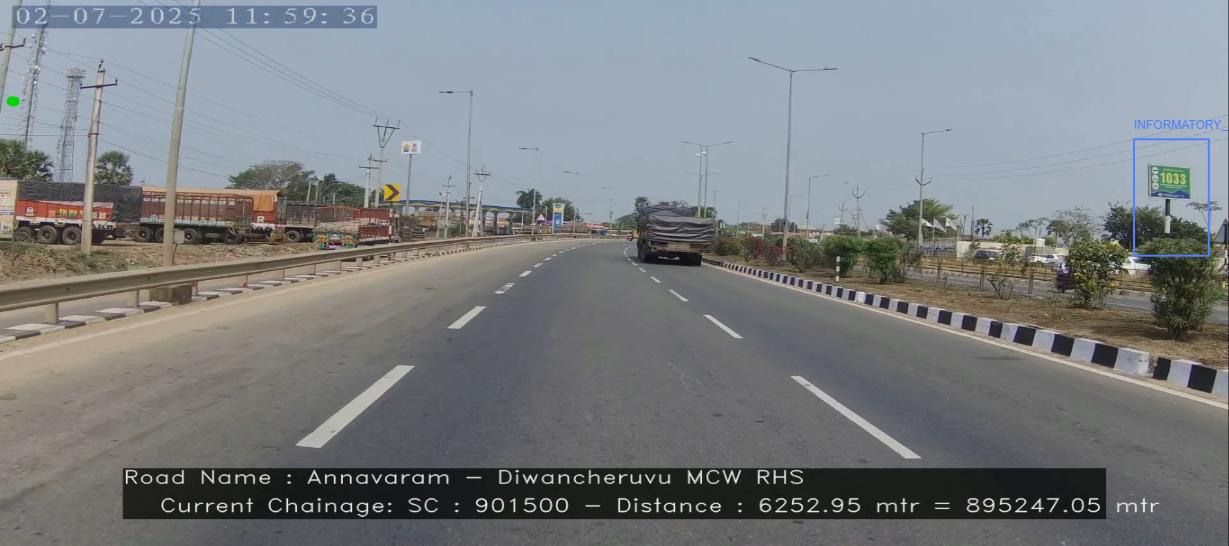 02-07-2025 11:59:36
INFORMATORY_
1033
Road Name : Annavaram - Diwancheruvu MCW RHS
Current Chainage: SC : 901500 - Distance : 6252.95 mtr = 895247.05 mtr